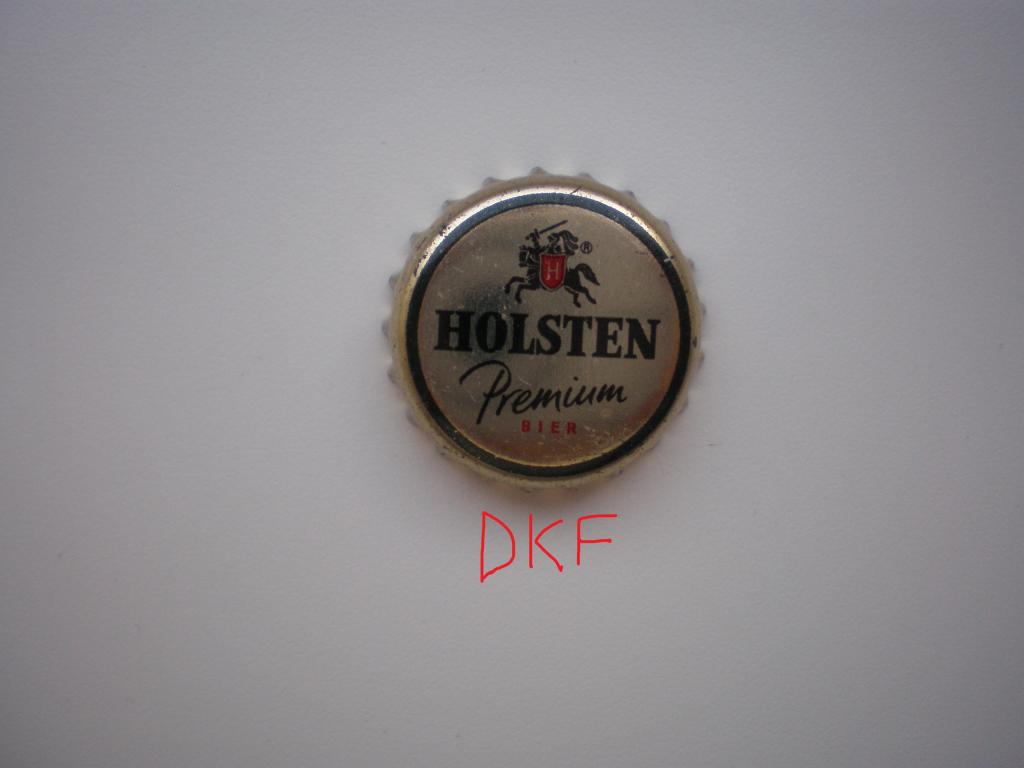 ®
H
HOLSTEN
Premium
BIER
DKF